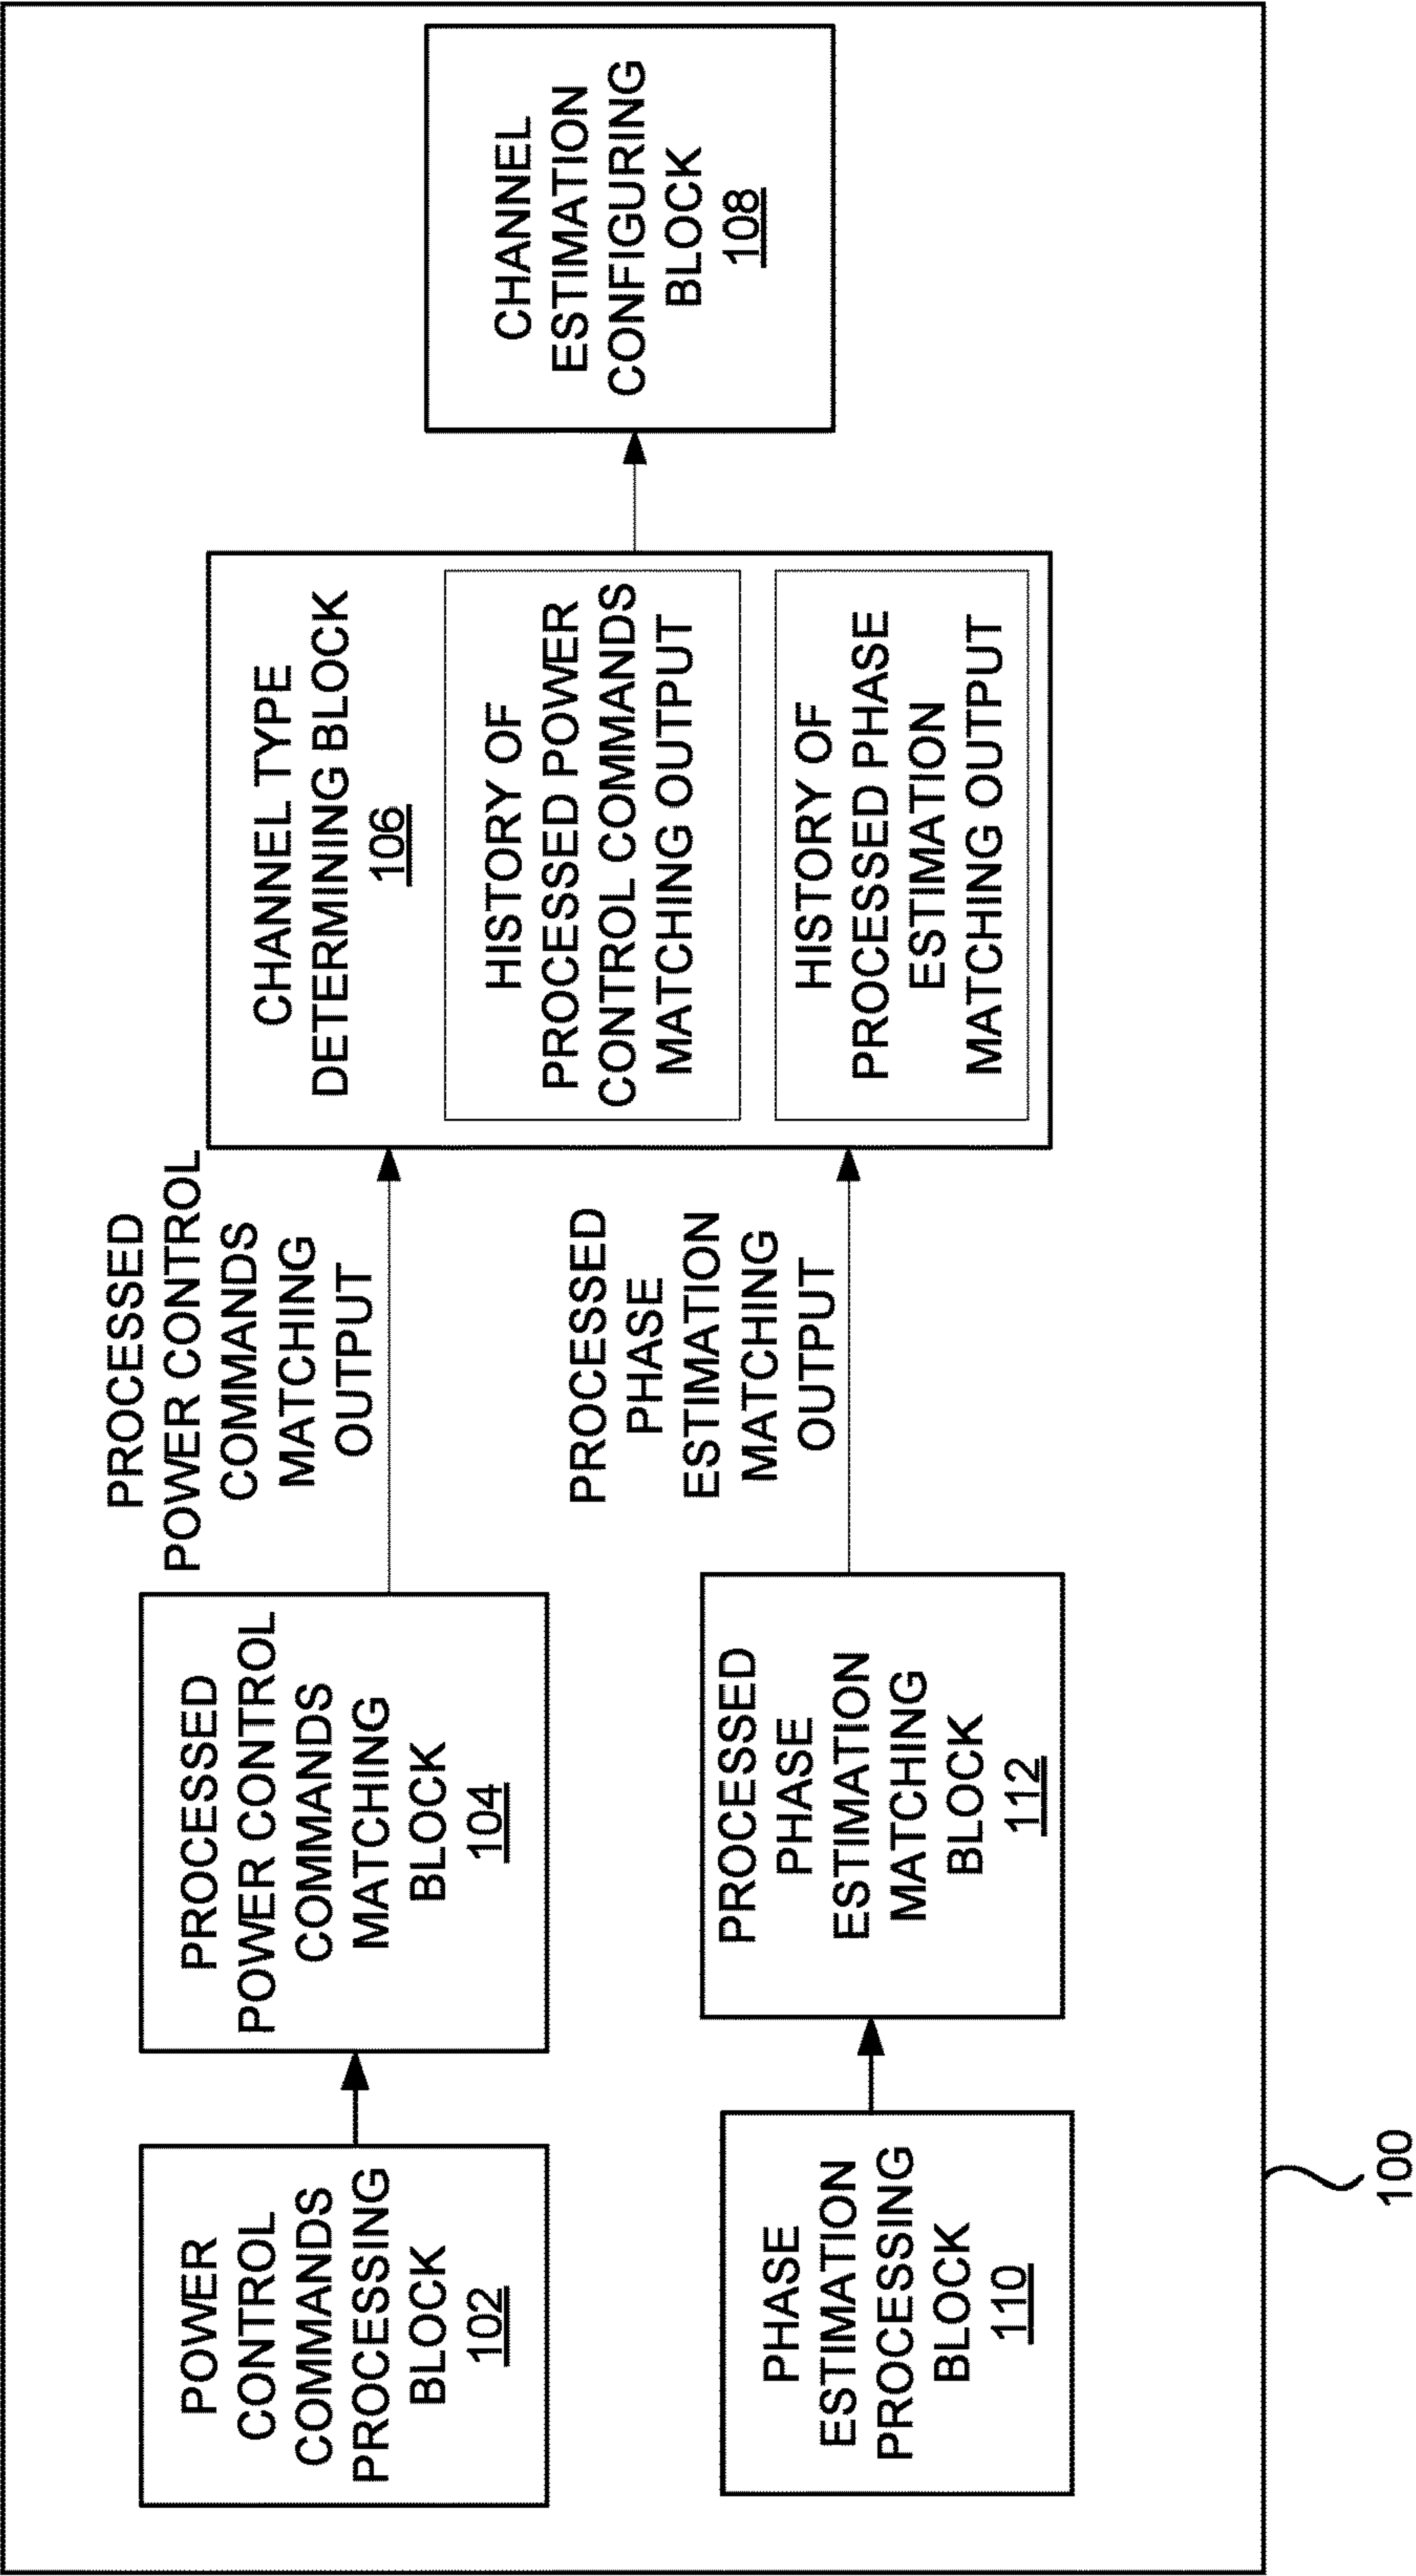 POWER
CONTROL
COMMANDS
PROCESSING
BLOCK
102
PROCESSED
POWER CONTROL
COMMANDS
MATCHING
BLOCK
104
PROCESSED
POWER CONTROL
COMMANDS
MATCHING
OUTPUT
PHASE
ESTIMATION
PROCESSING
BLOCK
110
PROCESSED
PHASE
ESTIMATION
MATCHING
BLOCK
112
PROCESSED
PHASE
ESTIMATION
MATCHING
OUTPUT
CHANNEL TYPE
DETERMINING BLOCK
106
HISTORY OF
PROCESSED POWER
CONTROL COMMANDS
MATCHING OUTPUT
HISTORY OF
PROCESSED PHASE
ESTIMATION
MATCHING OUTPUT
CHANNEL
ESTIMATION
CONFIGURING
BLOCK
108
100